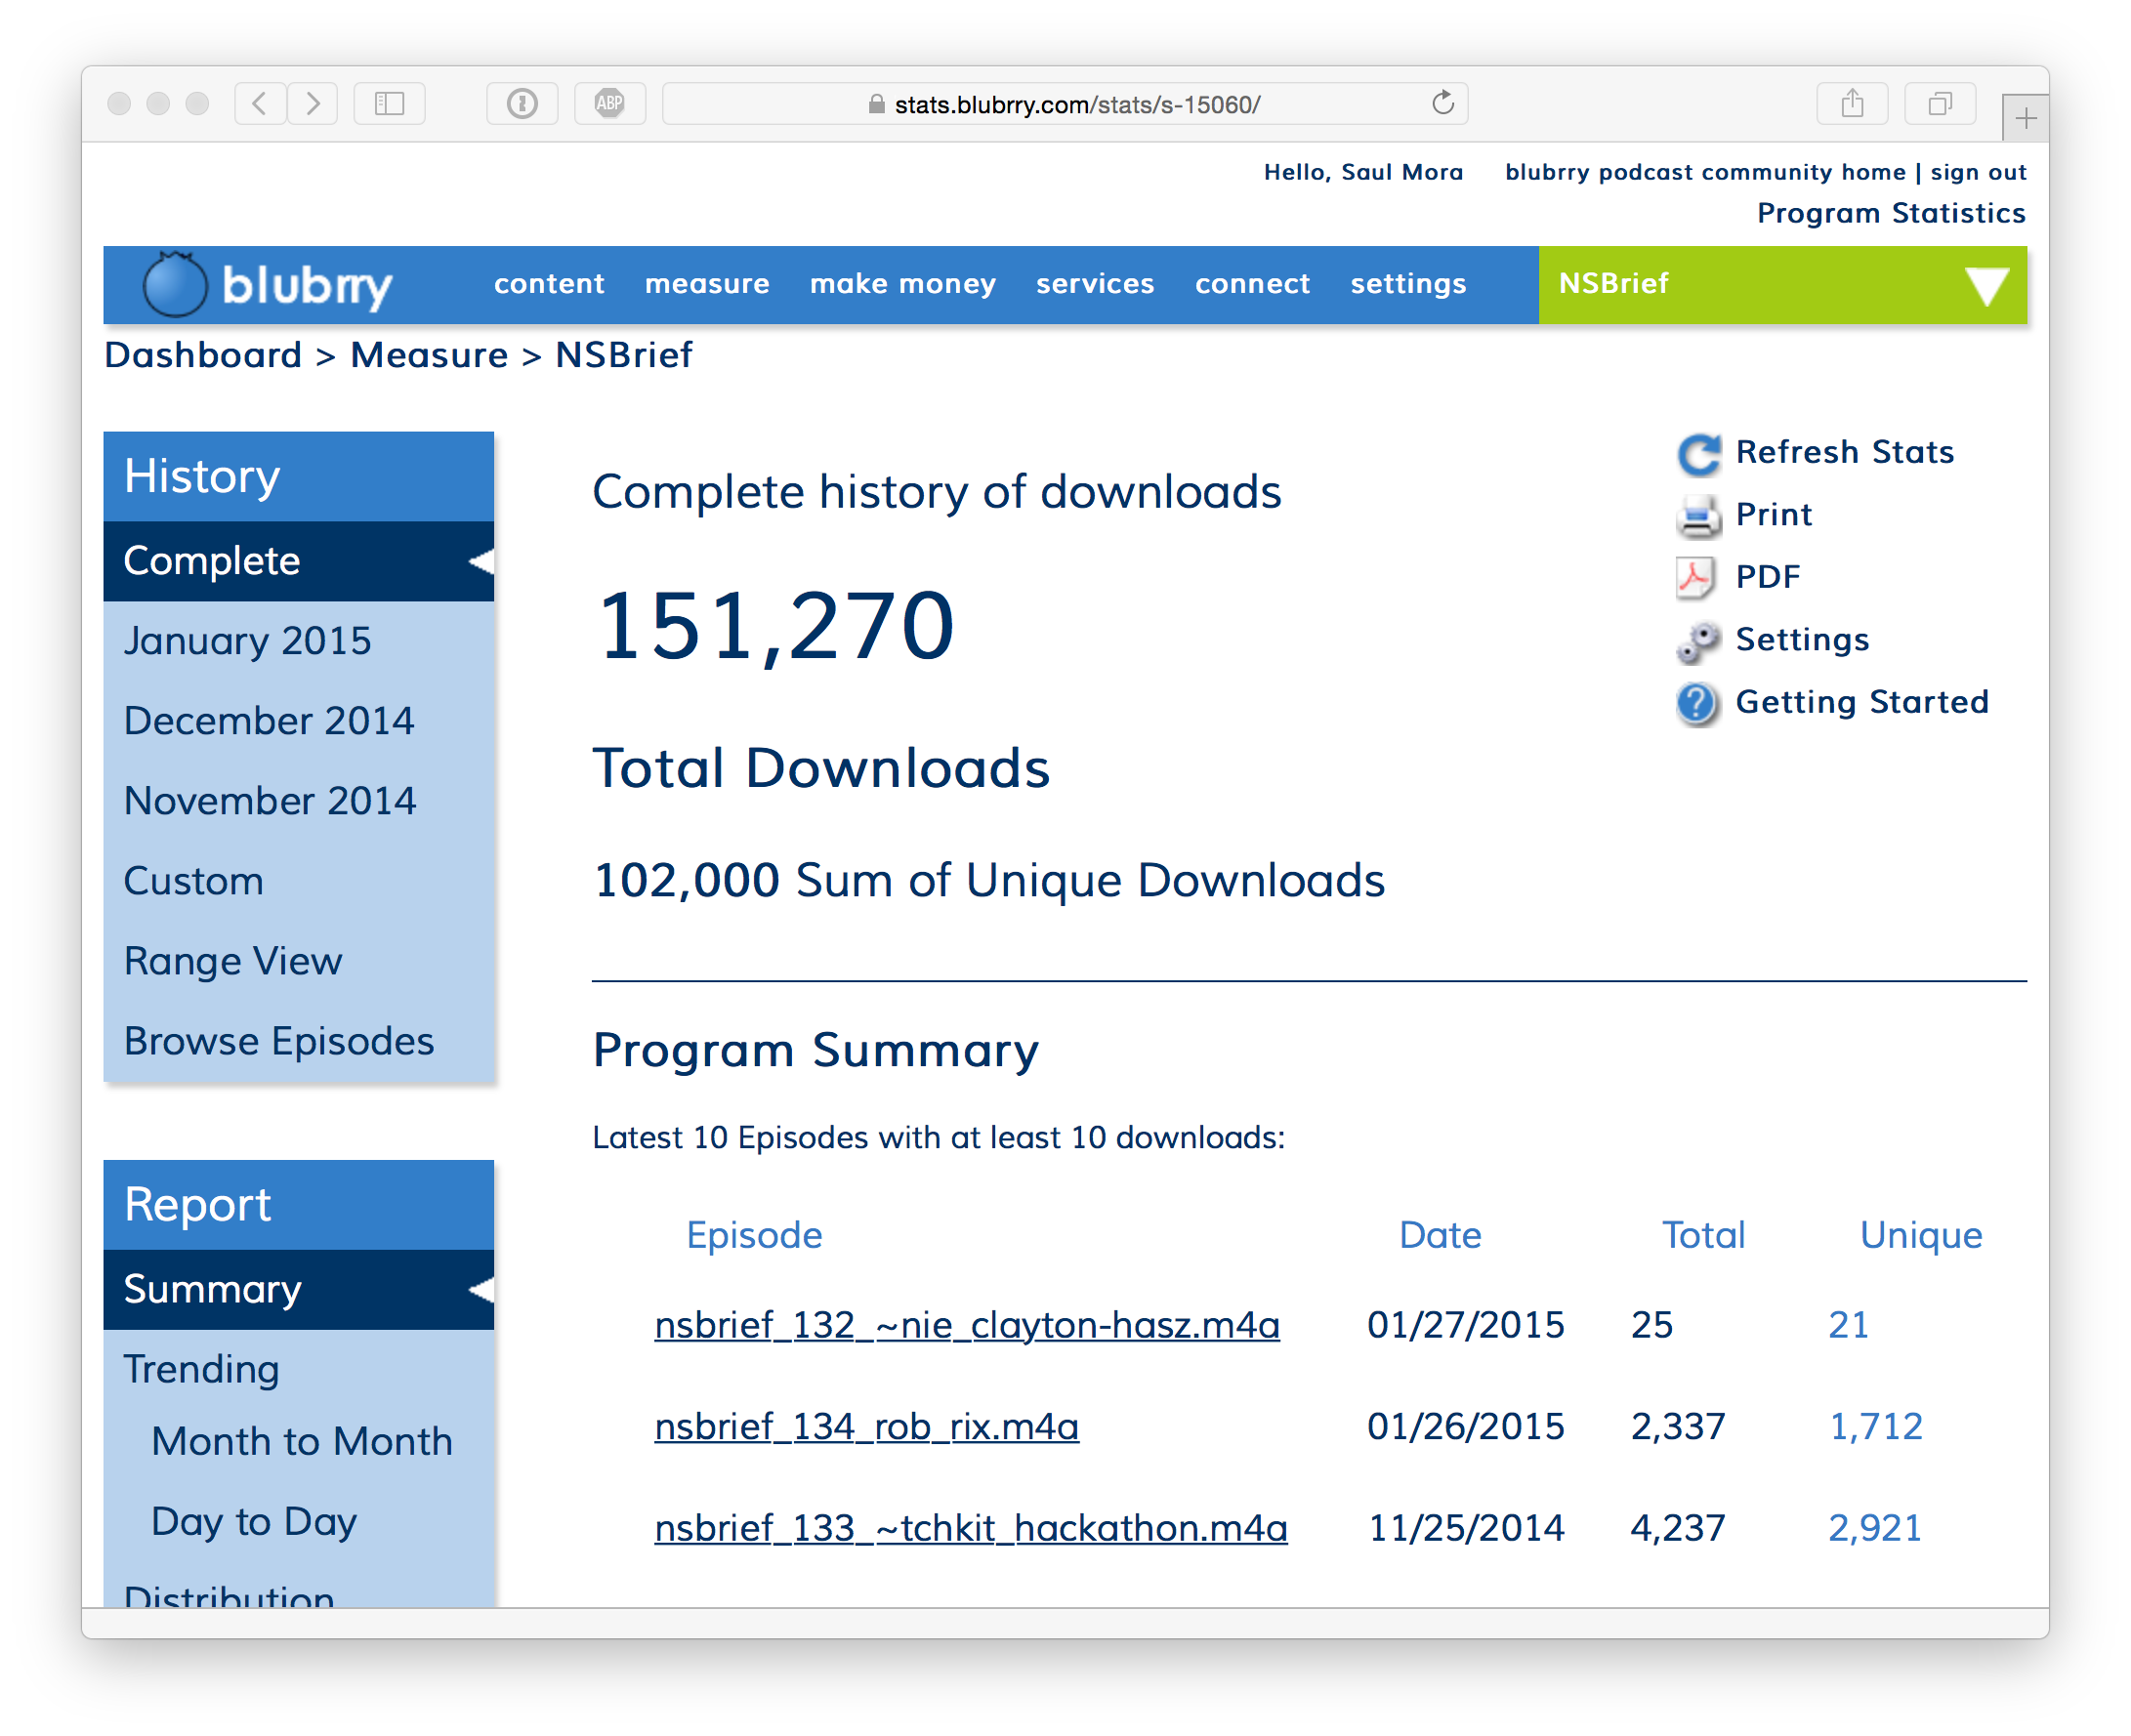 ABP
stats.blubrry.com/stats/s-15060/
Hello, Saul Mora blubrry podcast community home | sign out
Program Statistics
blubrry content measure make money services connect settings NSBrief
Dashboard > Measure > NSBrief
History
Complete
January 2015
December 2014
November 2014
Custom
Range View
Browse Episodes
Report
Summary
Trending
Month to Month
Day to Day
Distribution
Complete history of downloads
151,270
Total Downloads
102,000 Sum of Unique Downloads
Refresh Stats
Print
PDF
Settings
Getting Started
Program Summary
Latest 10 Episodes with at least 10 downloads:
Episode Date Total Unique
nsbrief_132_~nie_clayton-hasz.m4a 01/27/2015 25 21
nsbrief_134_rob_rix.m4a 01/26/2015 2,337 1,712
nsbrief_133_~tchkit_hackathon.m4a 11/25/2014 4,237 2,921